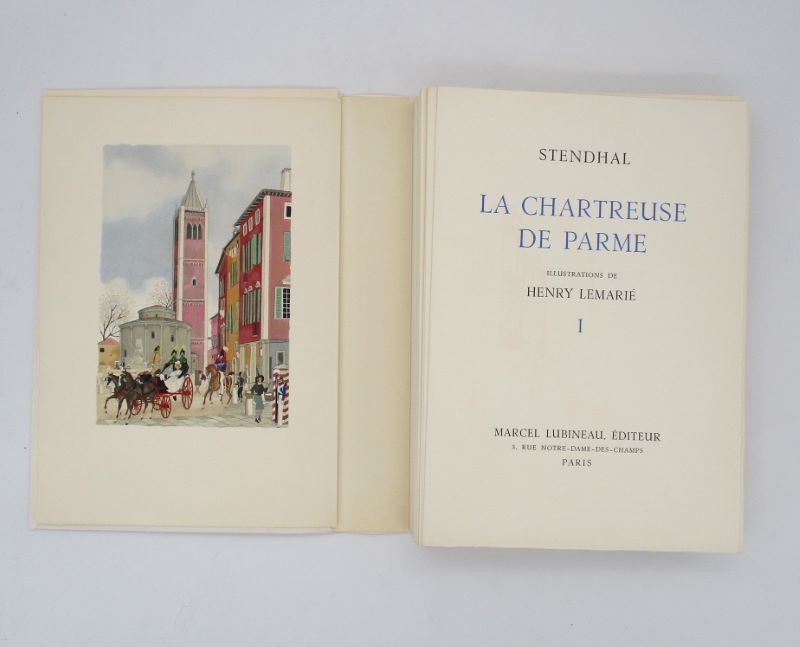 STENDHAL
LA CHARTREUSE
DE PARME
ILLUSTRATIONS DE
HENRY LEMARIÉ
I
MARCEL LUBINEAU, ÉDITEUR
3, RUE NOTRE-DAME-DES-CHAMPS
PARIS